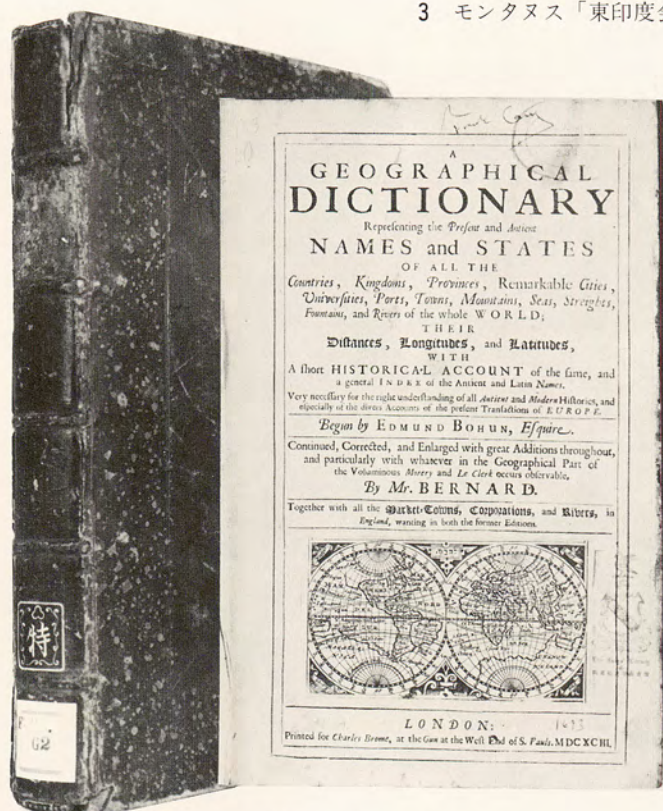 3 モンタヌス「東印度
A
GEOGRAPHICAL
DICTIONARY
Representing the Present and Antient
NAMES and STATES
OF ALL THE
Countries, Kingdoms, Provinces, Remarkable Cities,
Universities, Ports, Towns, Mountains, Seas, Streights,
Fountains, and Rivers of the whole WORLD;
THEIR
Distances, Longitudes, and Latitudes,
WITH
A short HISTORICAL ACCOUNT of the same, and
a general INDEX of the Antient and Latin Names.
Very necessary for the right understanding of all Antient and Modern Histories, and
especially of the divers Accounts of the present Transactions of EUROPE.
Begun by EDMUND BOHUN, Esquire.
Continued, Corrected, and Enlarged with great Additions throughout,
and particularly with whatever in the Geographical Part of
the Voluminous Morery and Le Clerk occurs observable,
By Mr. BERNARD.
Together with all the Market-Towns, Corporations, and Rivers, in
England, wanting in both the former Editions.
LONDON:
1693
Printed for Charles Brome, at the Gun at the West End of S. Pauls. MDCXCIII.
特
62